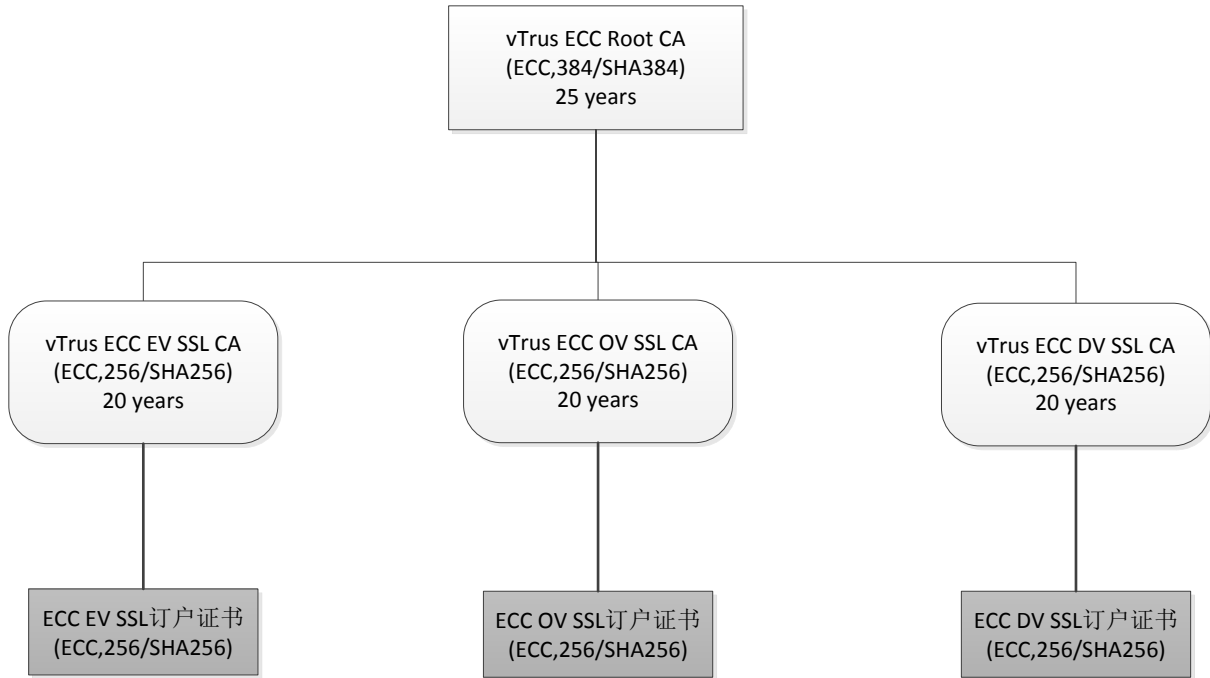 vTrus ECC Root CA
(ECC,384/SHA384)
25 years
vTrus ECC EV SSL CA
(ECC,256/SHA256)
20 years
vTrus ECC OV SSL CA
(ECC,256/SHA256)
20 years
vTrus ECC DV SSL CA
(ECC,256/SHA256)
20 years
ECC EV SSL订户证书
(ECC,256/SHA256)
ECC OV SSL订户证书
(ECC,256/SHA256)
ECC DV SSL订户证书
(ECC,256/SHA256)